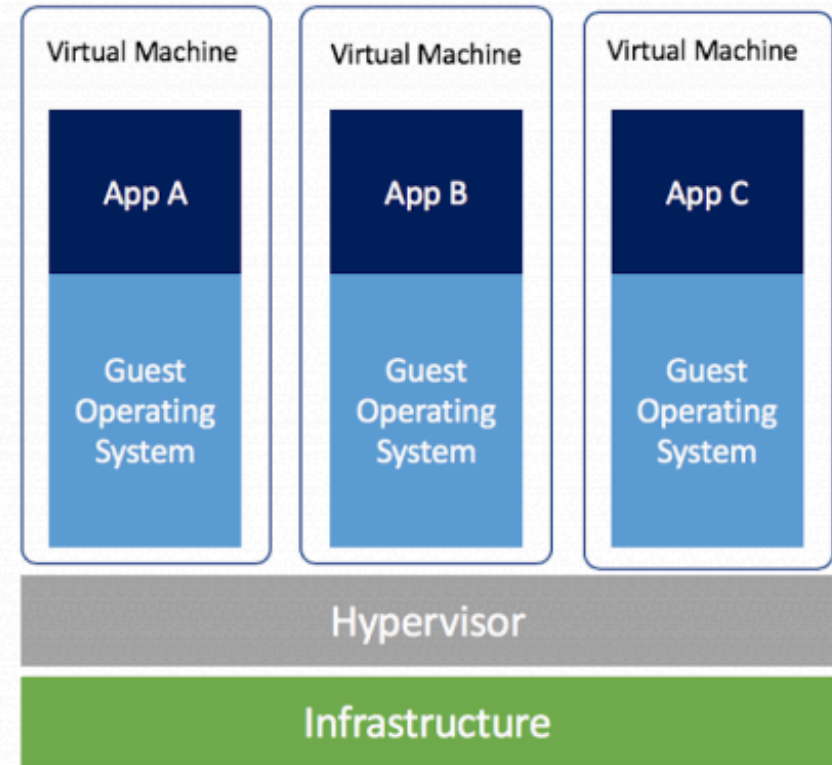 Virtual Machine
Virtual Machine
Virtual Machine
App A
App B
App C
Guest
Operating
System
Guest
Operating
System
Guest
Operating
System
Hypervisor
Infrastructure